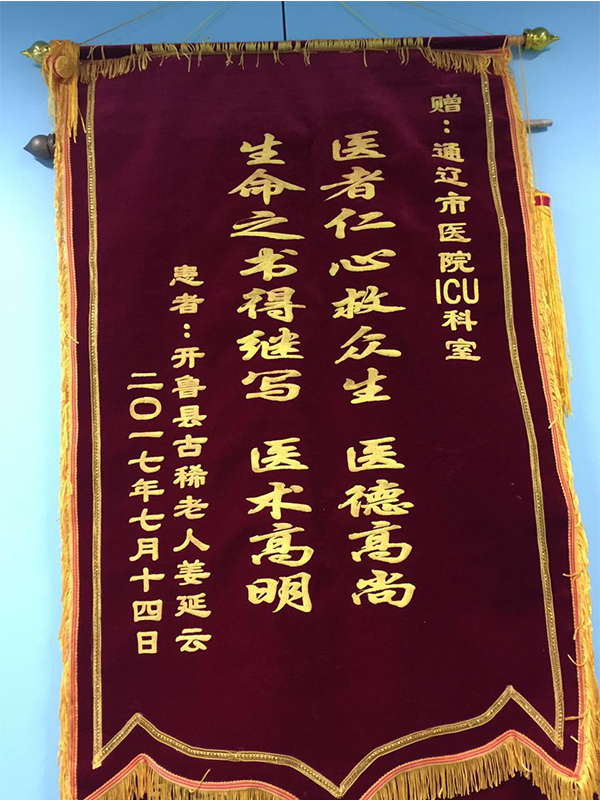 赠：通辽市医院ICU科室
医者仁心救众生 医德高尚
生命之书得继写 医术高明
患者：开鲁县古稀老人姜延云
二〇一七年七月十四日